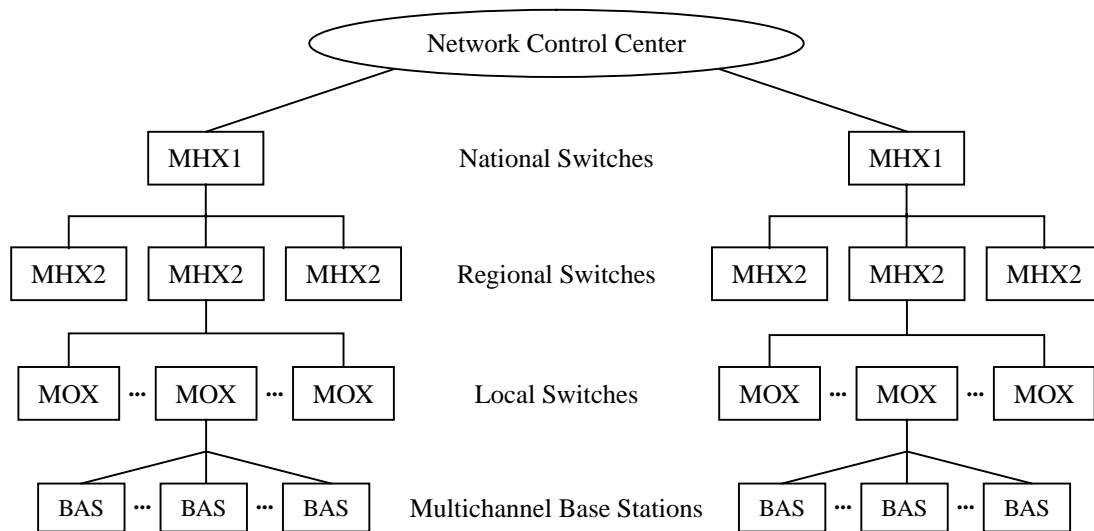 Network Control Center
MHX1 National Switches MHX1
MHX2 MHX2 MHX2 Regional Switches MHX2 MHX2 MHX2
MOX ... MOX ... MOX Local Switches MOX ... MOX ... MOX
BAS ... BAS ... BAS Multichannel Base Stations BAS ... BAS ... BAS